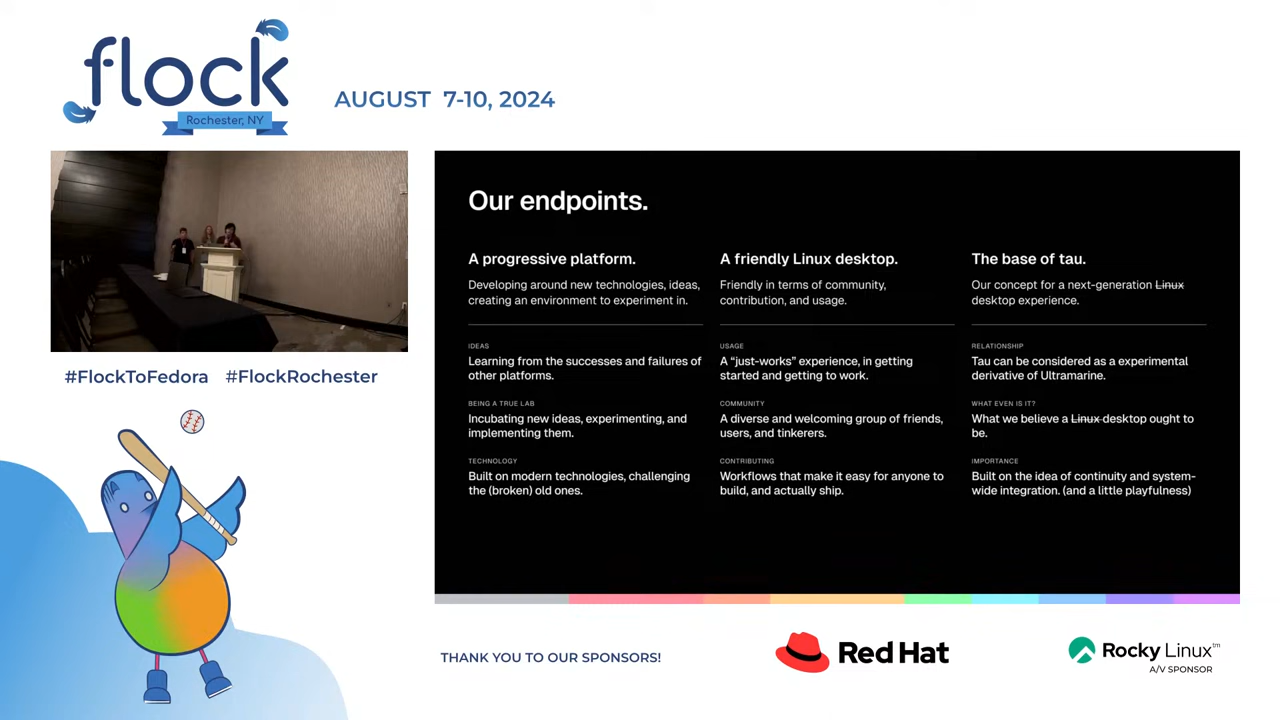 flock
Rochester, NY
AUGUST 7-10, 2024
#FlockToFedora #FlockRochester
Our endpoints.
A progressive platform.
Developing around new technologies, ideas,
creating an environment to experiment in.
IDEAS
Learning from the successes and failures of
other platforms.
BEING A TRUE LAB
Incubating new ideas, experimenting, and
implementing them.
TECHNOLOGY
Built on modern technologies, challenging
the (broken) old ones.
A friendly Linux desktop.
Friendly in terms of community,
contribution, and usage.
USAGE
A “just-works” experience, in getting
started and getting to work.
COMMUNITY
A diverse and welcoming group of friends,
users, and tinkerers.
CONTRIBUTING
Workflows that make it easy for anyone to
build, and actually ship.
The base of tau.
Our concept for a next-generation Linux
desktop experience.
RELATIONSHIP
Tau can be considered as a experimental
derivative of Ultramarine.
WHAT EVEN IS IT?
What we believe a Linux desktop ought to
be.
IMPORTANCE
Built on the idea of continuity and system-
wide integration. (and a little playfulness)
THANK YOU TO OUR SPONSORS!
Red Hat
Rocky Linux™
A/V SPONSOR